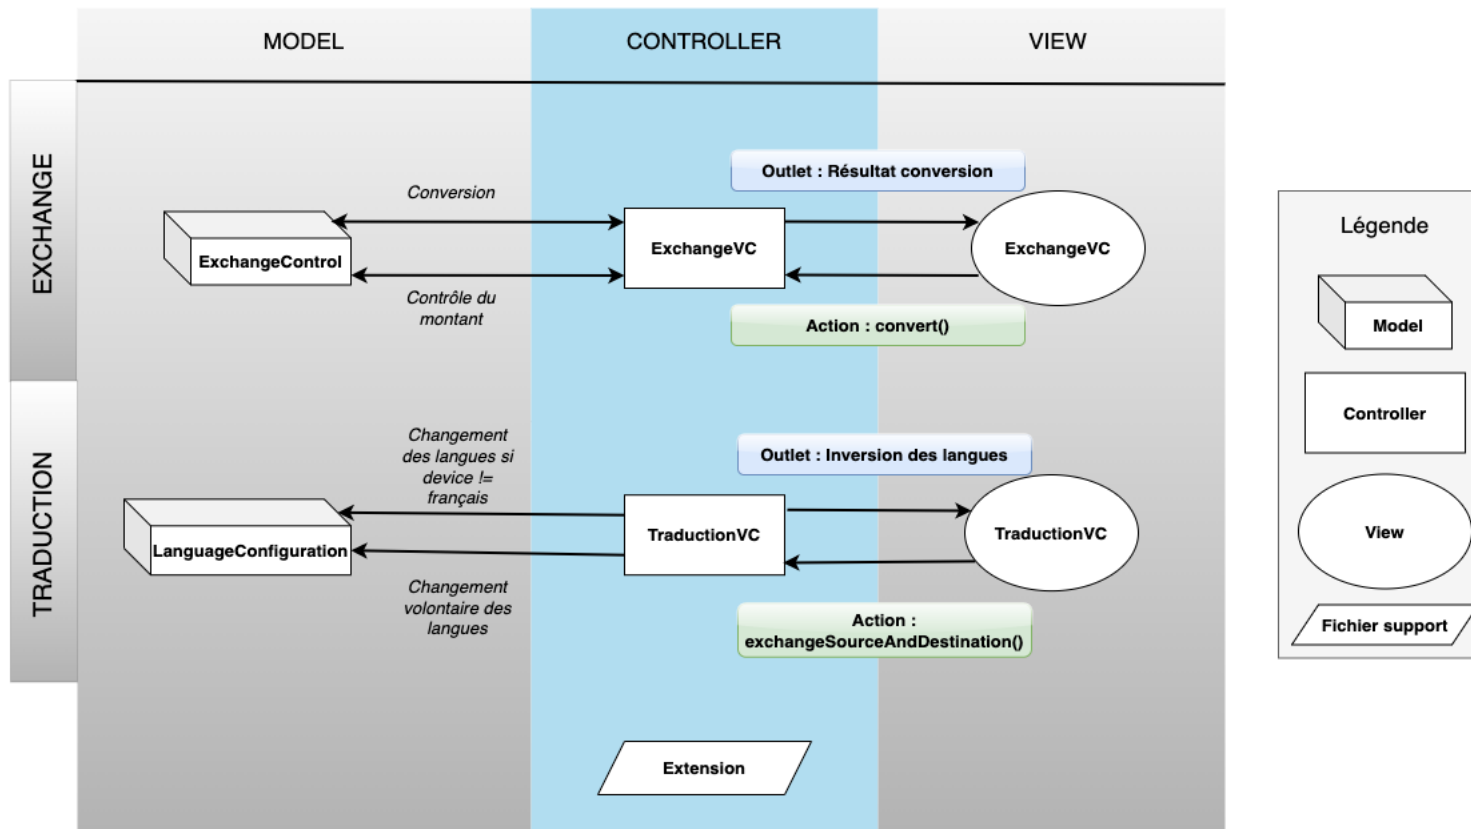 MODEL
CONTROLLER
VIEW
EXCHANGE
Conversion
ExchangeControl
Contrôle du
montant
ExchangeVC
Outlet : Résultat conversion
ExchangeVC
Action : convert()
TRADUCTION
Changement
des langues si
device !=
français
LanguageConfiguration
Changement
volontaire des
langues
TraductionVC
Outlet : Inversion des langues
TraductionVC
Action :
exchangeSourceAndDestination()
Extension
Légende
Model
Controller
View
Fichier support